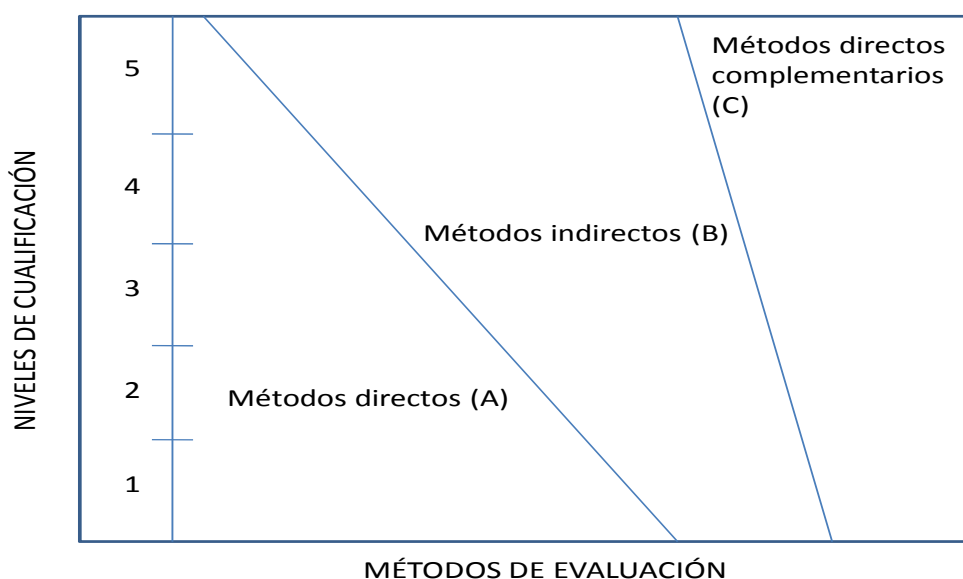 NIVELES DE CUALIFICACIÓN
5
4
3
2
1
Métodos directos
complementarios
(C)
Métodos indirectos (B)
Métodos directos (A)
MÉTODOS DE EVALUACIÓN